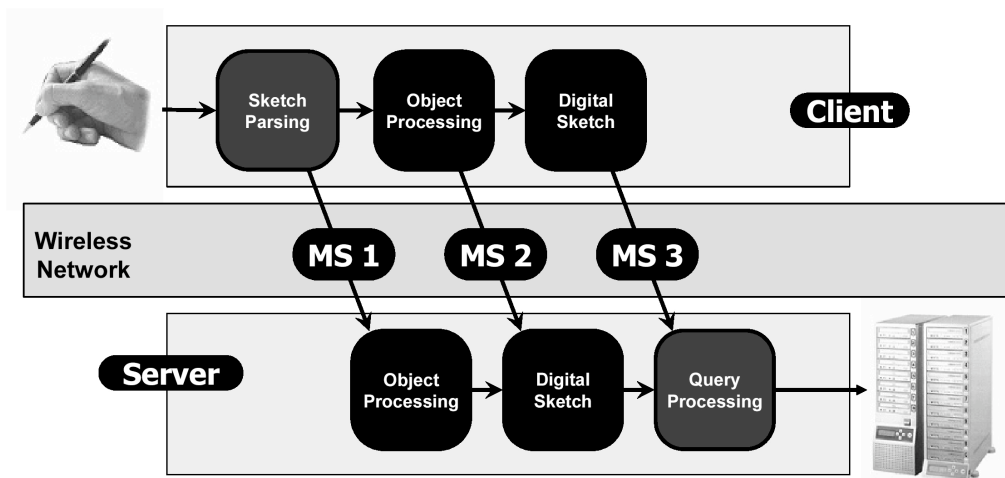 Sketch
Parsing
Object
Processing
Digital
Sketch
Client
Wireless
Network
MS 1
MS 2
MS 3
Server
Object
Processing
Digital
Sketch
Query
Processing